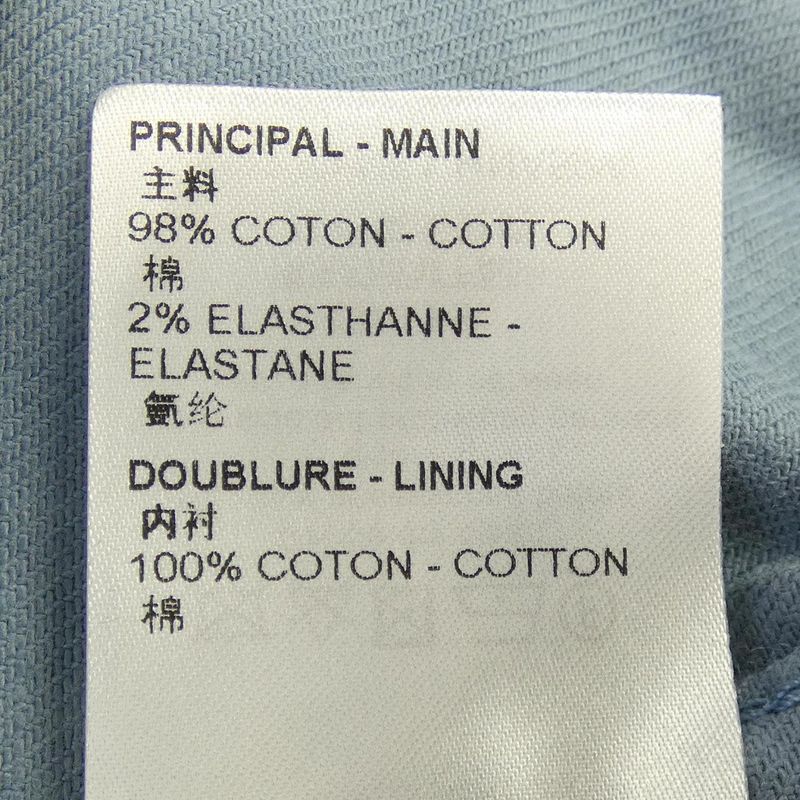 PRINCIPAL - MAIN
主料
98% COTON - COTTON
棉
2% ELASTHANNE -
ELASTANE
氨纶
DOUBLURE - LINING
内衬
100% COTON - COTTON
棉